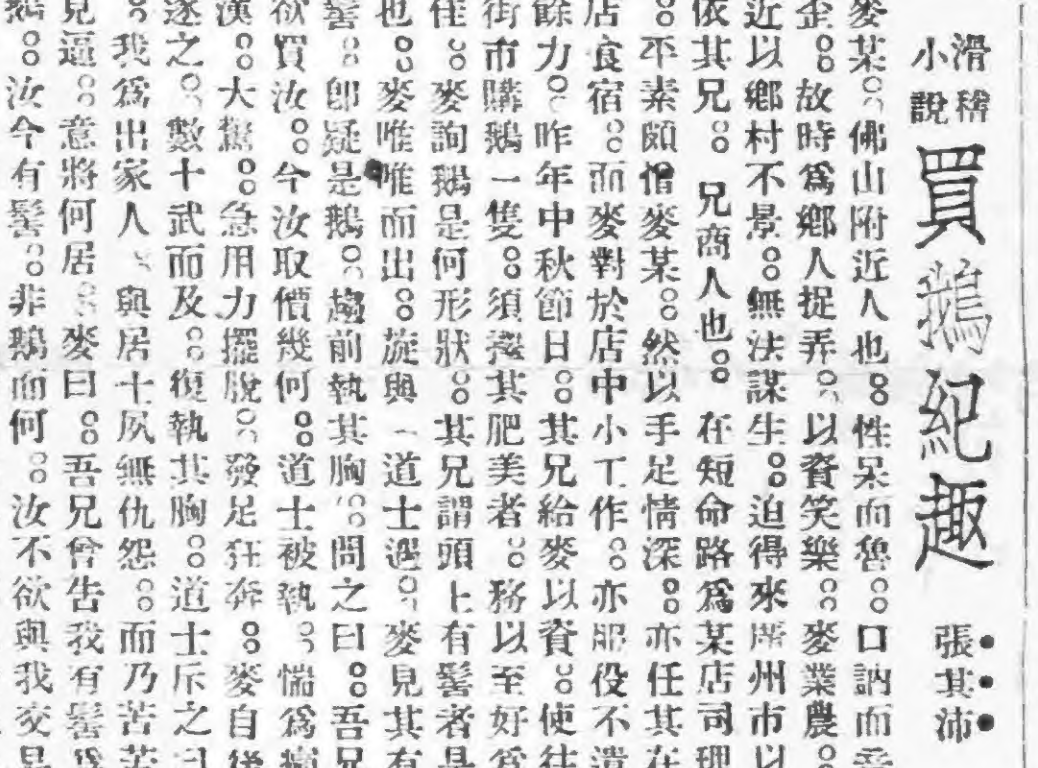 滑稽
小說
買鵝紀趣
張其沛
麥某。。佛山附近人也。。性呆而魯。。口訥而
歪。。故時爲鄉人捉弄。。以資笑樂。。麥業農。。
近以鄉村不景。。無法謀生。。迫得來廣州市以
依其兄。。兄商人也。。在短命路爲某店司理
。。平素頗憎麥某。。然以手足情深。。亦任其在
店食宿。。而麥對於店中小工作。。亦服役不遺
餘力。。昨年中秋節日。。其兄給麥以資。。使往
街市購鵝一隻。。須擇其肥美者。。務以至好爲
佳。。麥詢鵝是何形狀。。其兄謂頭上有髻者是
也。。麥唯唯而出。。旋與一道士遇。。麥見其有
髻。。卽疑是鵝。。趨前執其胸。。問之曰。。吾兄
欲買汝。。今汝取價幾何。。道士被執。。惴爲
漢。。大驚。。急用力擺脫。。發足狂奔。。麥自後
逐之。。數十武而及。。復執其胸。。道士斥之曰
。。我爲出家人。。與居士夙無仇怨。。而乃苦苦
見逼。。意將何居。。麥曰。。吾兄曾告我有髻爲
鵝。。汝今有髻。。非鵝而何。。汝不欲與我交易